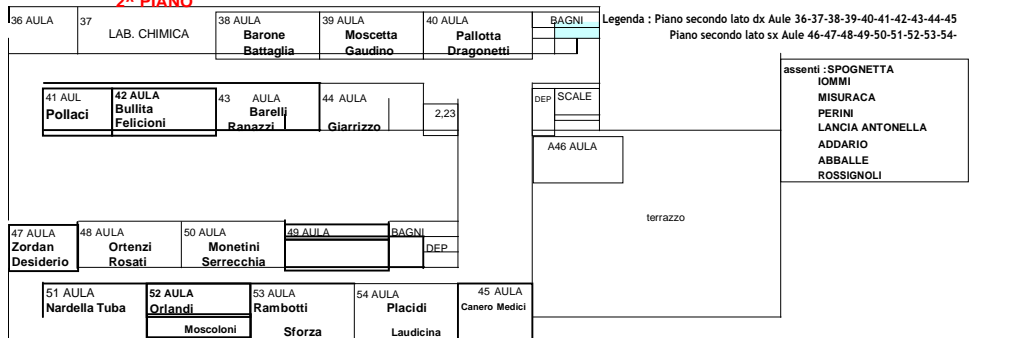 2^ PIANO
36 AULA
37
LAB. CHIMICA
38 AULA
Barone
Battaglia
39 AULA
Moscetta
Gaudino
40 AULA
Pallotta
Dragonetti
BAGNI
Legenda : Piano secondo lato dx Aule 36-37-38-39-40-41-42-43-44-45
Piano secondo lato sx Aule 46-47-48-49-50-51-52-53-54-
assenti :SPOGNETTA
IOMMI
MISURACA
PERINI
LANCIA ANTONELLA
ADDARIO
ABBALLE
ROSSIGNOLI
41 AUL
Pollaci
42 AULA
Bullita
Felicioni
43 AULA
Barelli
Ranazzi
44 AULA
Giarrizzo
2,23
DEP
SCALE
A46 AULA
terrazzo
47 AULA
Zordan
Desiderio
48 AULA
Ortenzi
Rosati
50 AULA
Monetini
Serrecchia
49 AULA
BAGNI
DEP
51 AULA
Nardella Tuba
52 AULA
Orlandi
Moscoloni
53 AULA
Rambotti
Sforza
54 AULA
Placidi
Laudicina
45 AULA
Canero Medici